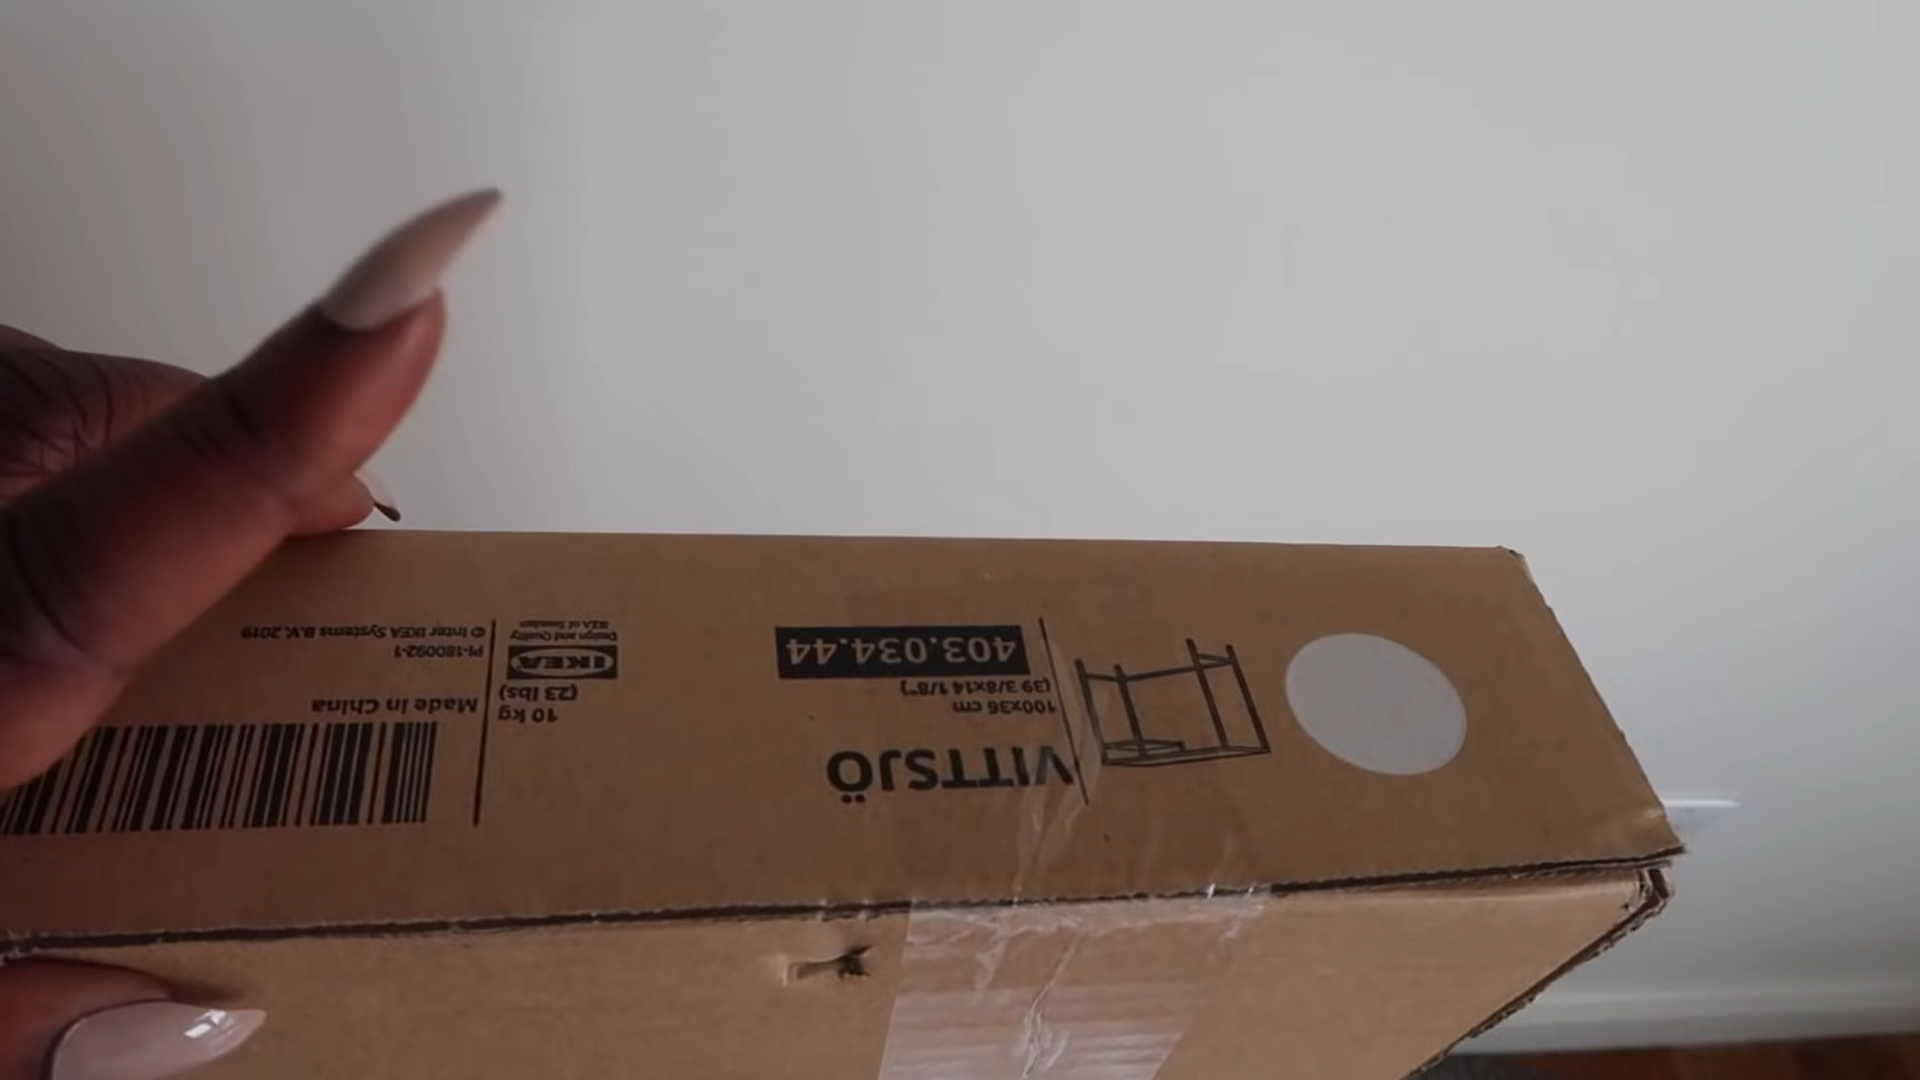 VITTSJÖ
100x36 cm
(39 3/8x14 1/8")
403.034.44
10 kg
(23 lbs)
IKEA
Design and Quality
IKEA of Sweden
Made in China
PI-180092-1
© Inter IKEA Systems B.V. 2019